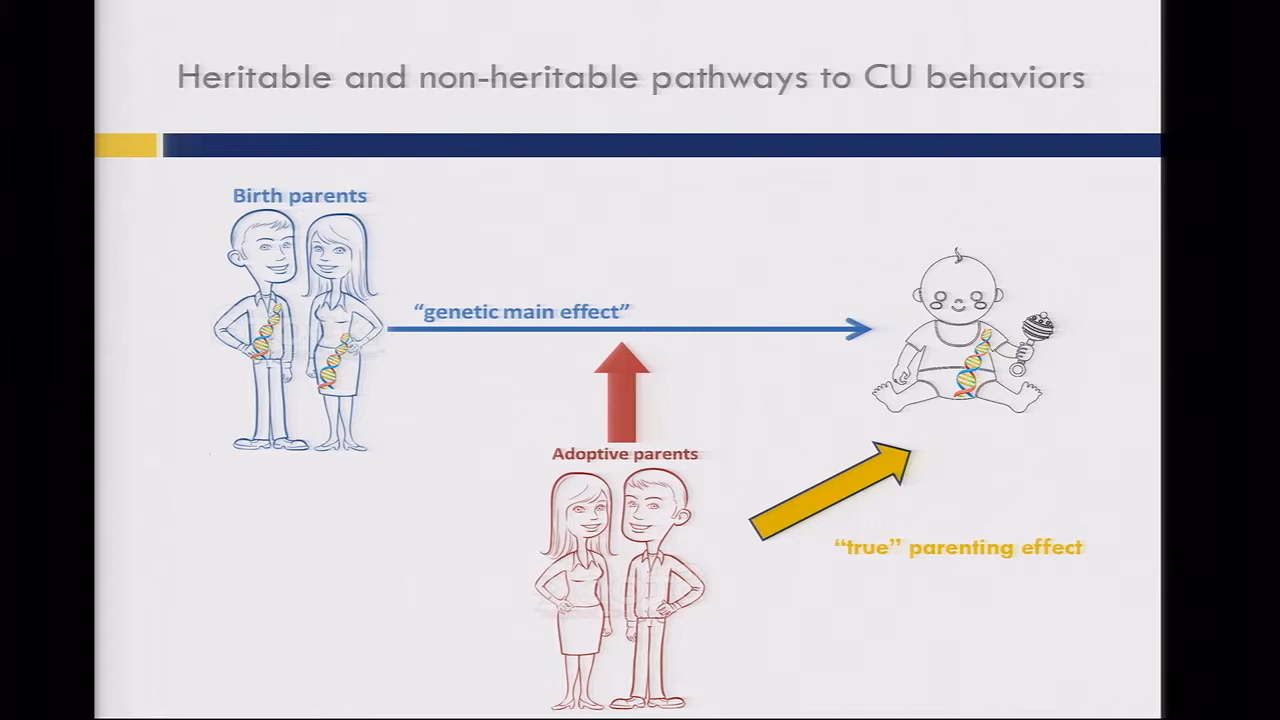 Heritable and non-heritable pathways to CU behaviors
Birth parents
“genetic main effect”
Adoptive parents
“true” parenting effect